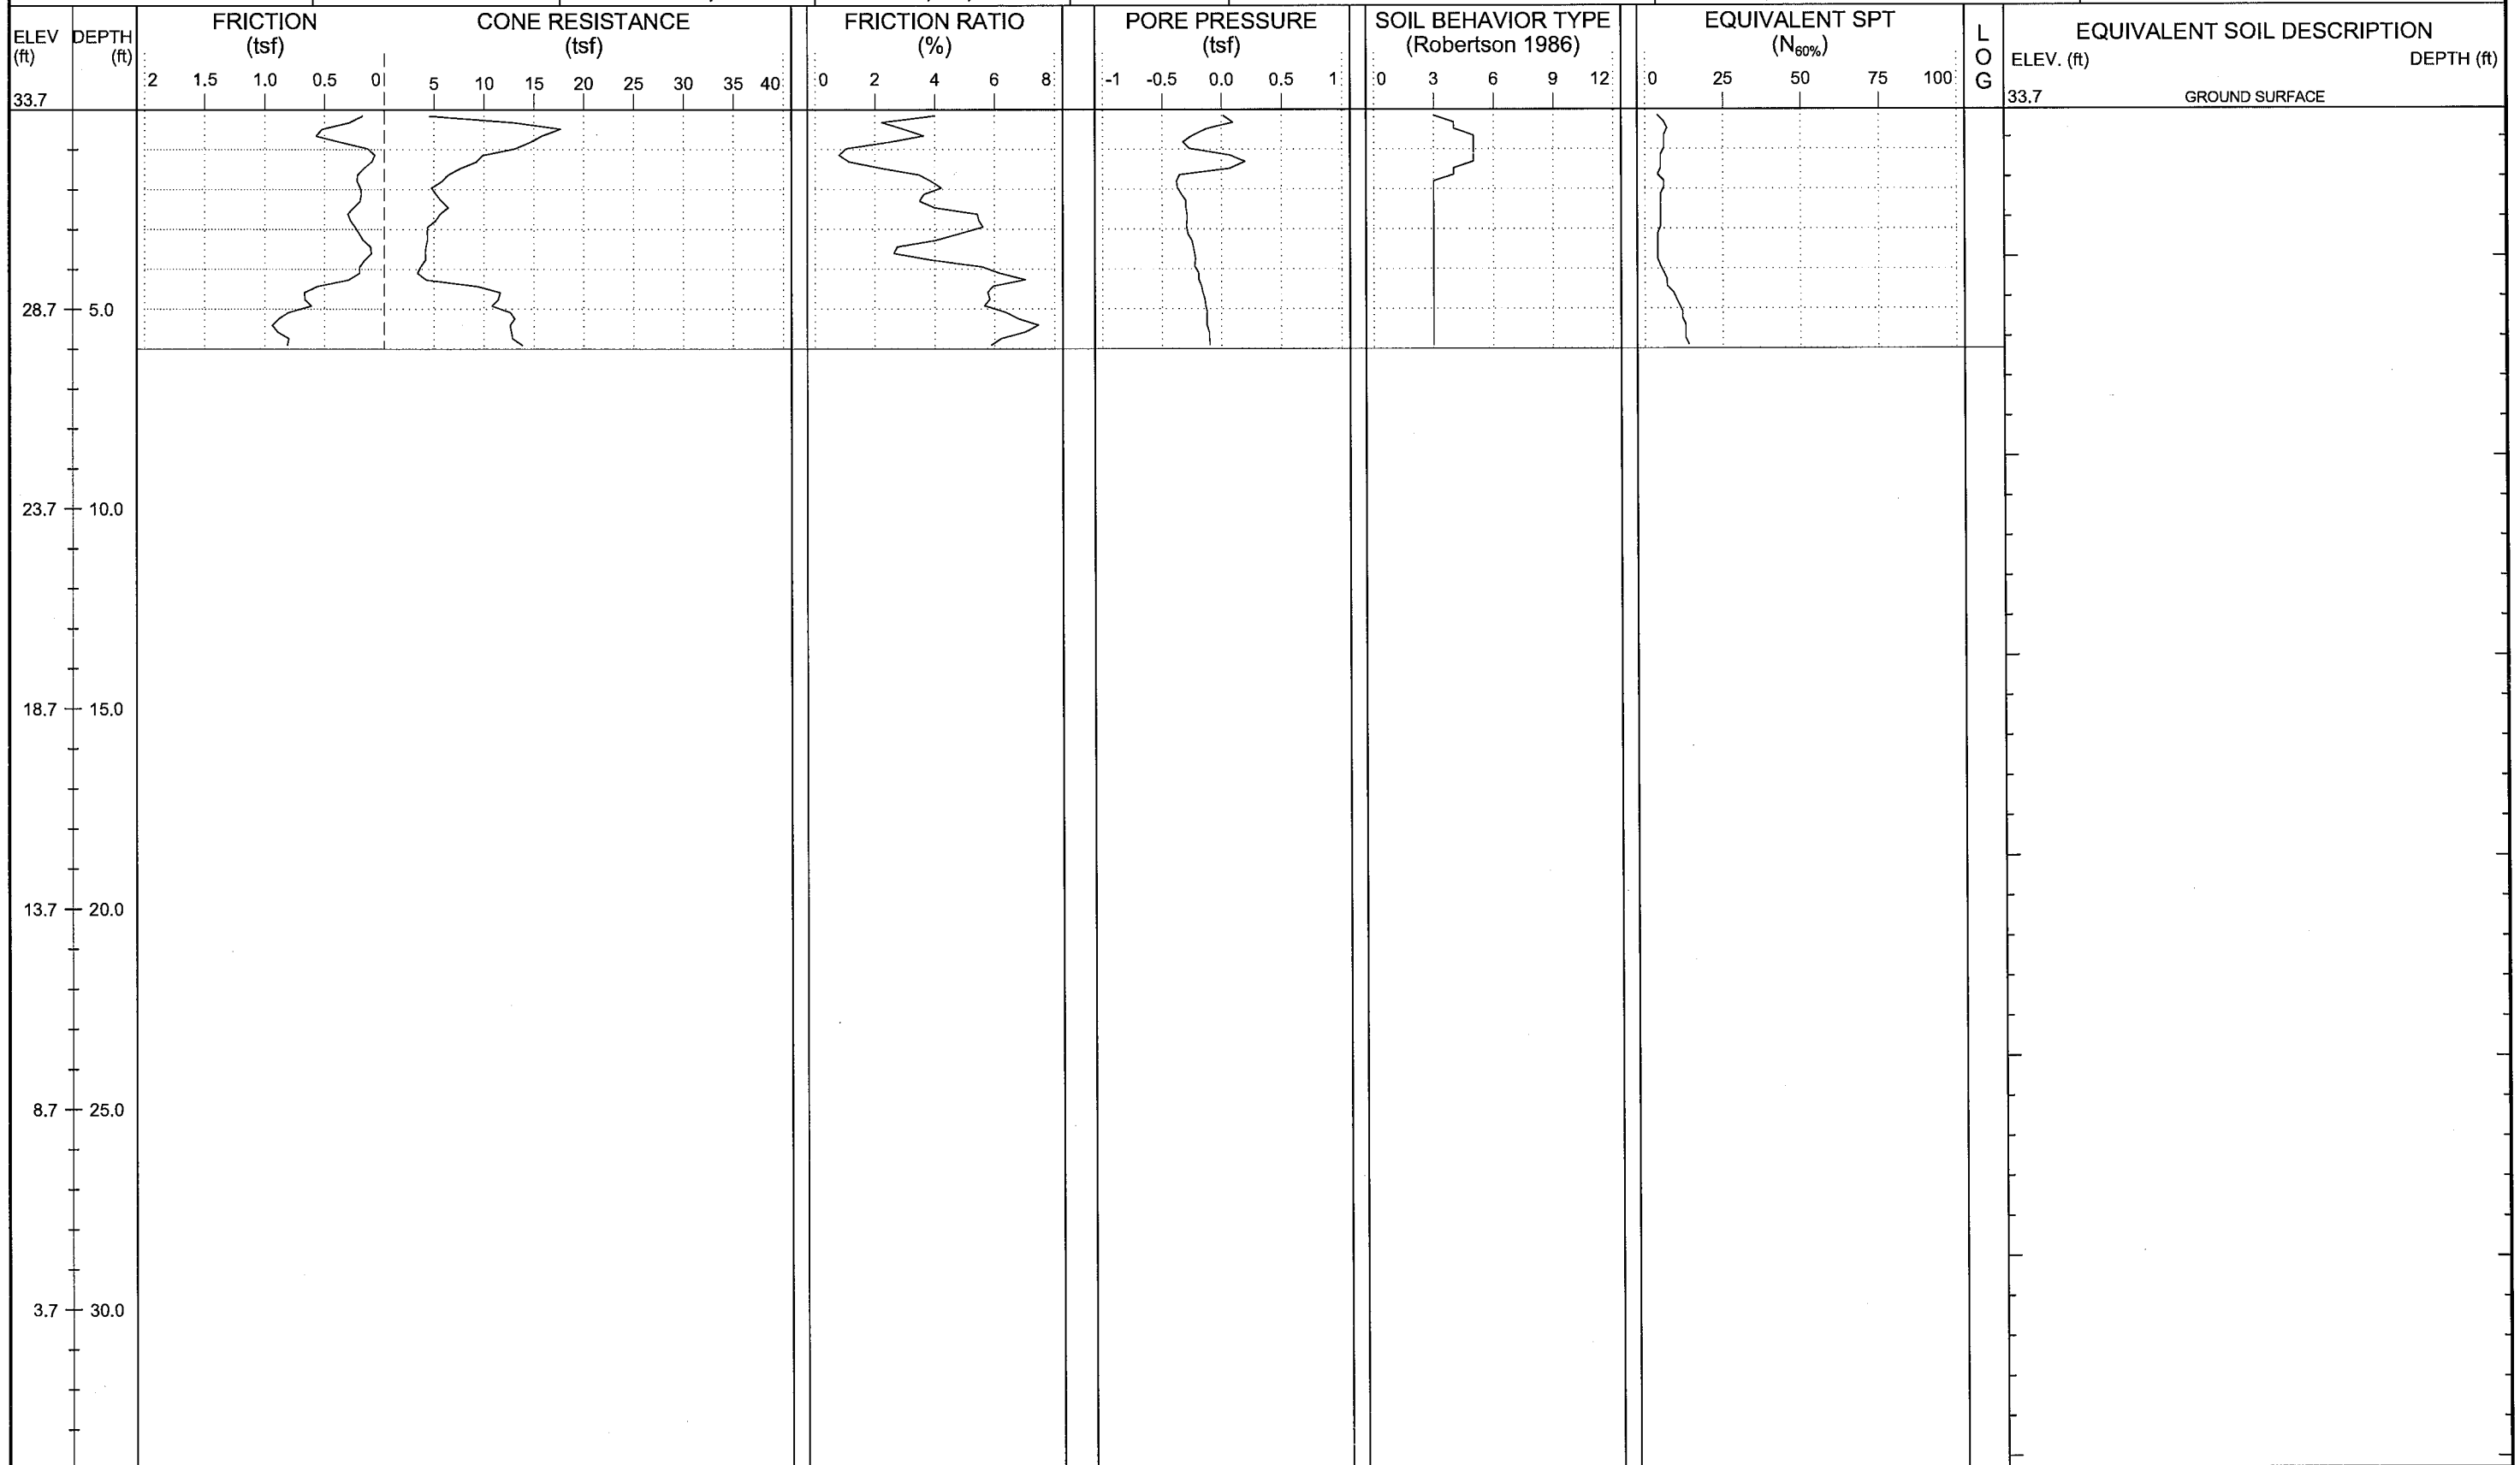 ELEV (ft)
DEPTH (ft)
FRICTION (tsf)
CONE RESISTANCE (tsf)
FRICTION RATIO (%)
PORE PRESSURE (tsf)
SOIL BEHAVIOR TYPE (Robertson 1986)
EQUIVALENT SPT (N60%)
LOG
EQUIVALENT SOIL DESCRIPTION
ELEV. (ft) DEPTH (ft)
2 1.5 1.0 0.5 0 5 10 15 20 25 30 35 40
0 2 4 6 8
-1 -0.5 0.0 0.5 1
0 3 6 9 12
0 25 50 75 100
33.7
33.7 GROUND SURFACE
28.7 5.0
23.7 10.0
18.7 15.0
13.7 20.0
8.7 25.0
3.7 30.0